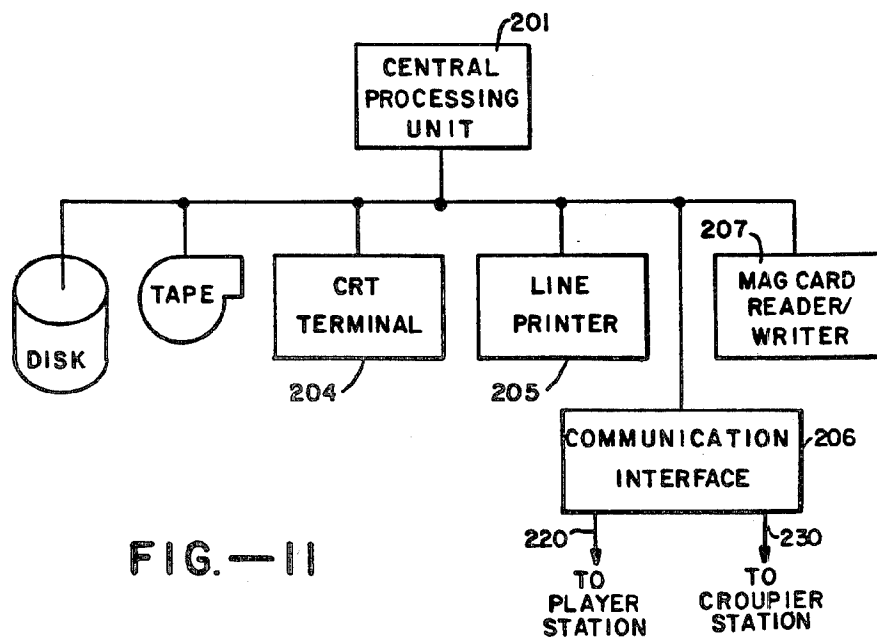 201
CENTRAL
PROCESSING
UNIT
DISK
TAPE
CRT
TERMINAL
204
LINE
PRINTER
205
207
MAG CARD
READER/
WRITER
COMMUNICATION
INTERFACE
206
220
230
TO
PLAYER
STATION
TO
CROUPIER
STATION
FIG.—11